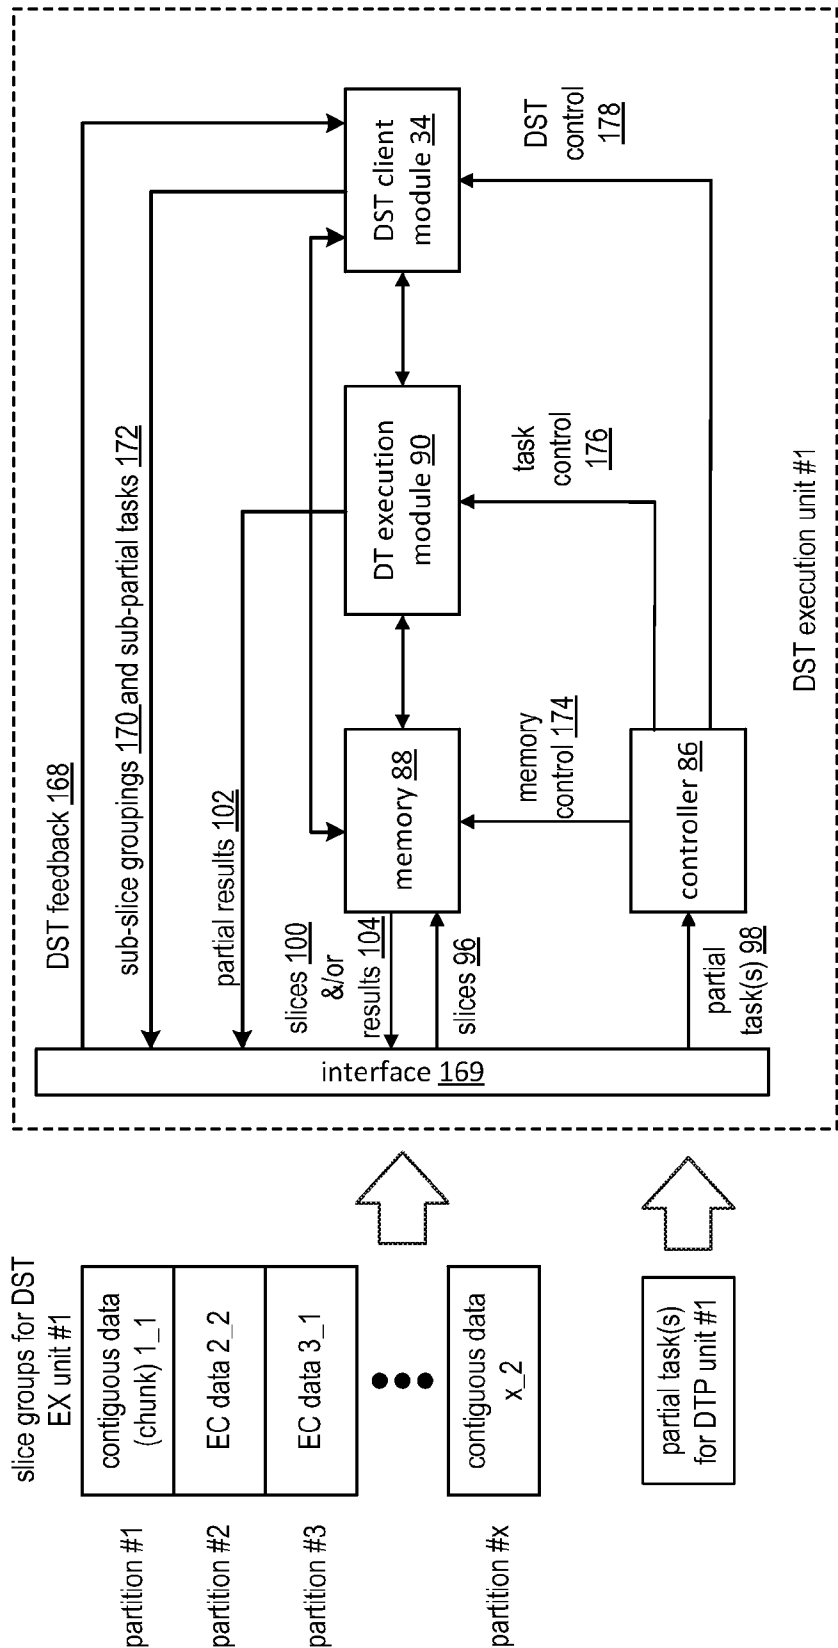 slice groups for DST
EX unit #1
partition #1
contiguous data
(chunk) 1_1
partition #2
EC data 2_2
partition #3
EC data 3_1
partition #x
contiguous data
x_2
partial task(s)
for DTP unit #1
interface 169
DST feedback 168
sub-slice groupings 170 and sub-partial tasks 172
partial results 102
slices 100
&/or
results 104
slices 96
partial
task(s) 98
memory 88
DT execution
module 90
DST client
module 34
memory
control 174
task
control
176
DST
control
178
controller 86
DST execution unit #1